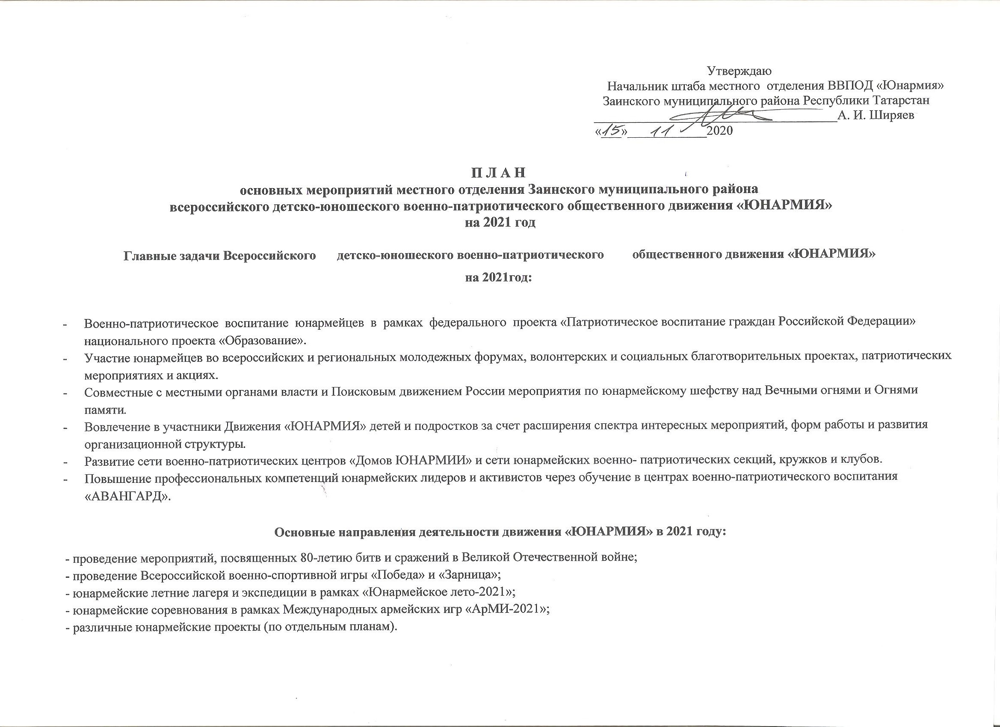 Утверждаю
Начальник штаба местного отделения ВВПОД «Юнармия»
Заинского муниципального района Республики Татарстан
А. И. Ширяев
«15» 11 2020
П Л А Н
основных мероприятий местного отделения Заинского муниципального района
всероссийского детско-юношеского военно-патриотического общественного движения «ЮНАРМИЯ»
на 2021 год
Главные задачи Всероссийского детско-юношеского военно-патриотического общественного движения «ЮНАРМИЯ»
на 2021год:
- Военно-патриотическое воспитание юнармейцев в рамках федерального проекта «Патриотическое воспитание граждан Российской Федерации»
национального проекта «Образование».
- Участие юнармейцев во всероссийских и региональных молодежных форумах, волонтерских и социальных благотворительных проектах, патриотических
мероприятиях и акциях.
- Совместные с местными органами власти и Поисковым движением России мероприятия по юнармейскому шефству над Вечными огнями и Огнями
памяти.
- Вовлечение в участники Движения «ЮНАРМИЯ» детей и подростков за счет расширения спектра интересных мероприятий, форм работы и развития
организационной структуры.
- Развитие сети военно-патриотических центров «Домов ЮНАРМИИ» и сети юнармейских военно- патриотических секций, кружков и клубов.
- Повышение профессиональных компетенций юнармейских лидеров и активистов через обучение в центрах военно-патриотического воспитания
«АВАНГАРД».
Основные направления деятельности движения «ЮНАРМИЯ» в 2021 году:
- проведение мероприятий, посвященных 80-летию битв и сражений в Великой Отечественной войне;
- проведение Всероссийской военно-спортивной игры «Победа» и «Зарница»;
- юнармейские летние лагеря и экспедиции в рамках «Юнармейское лето-2021»;
- юнармейские соревнования в рамках Международных армейских игр «АрМИ-2021»;
- различные юнармейские проекты (по отдельным планам).